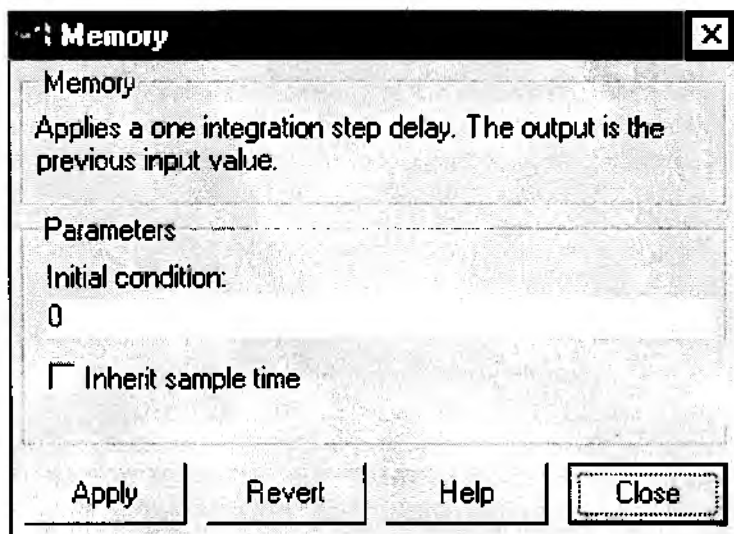 Memory
Memory
Applies a one integration step delay. The output is the
previous input value.
Parameters
Initial condition:
0
Inherit sample time
Apply Revert Help Close